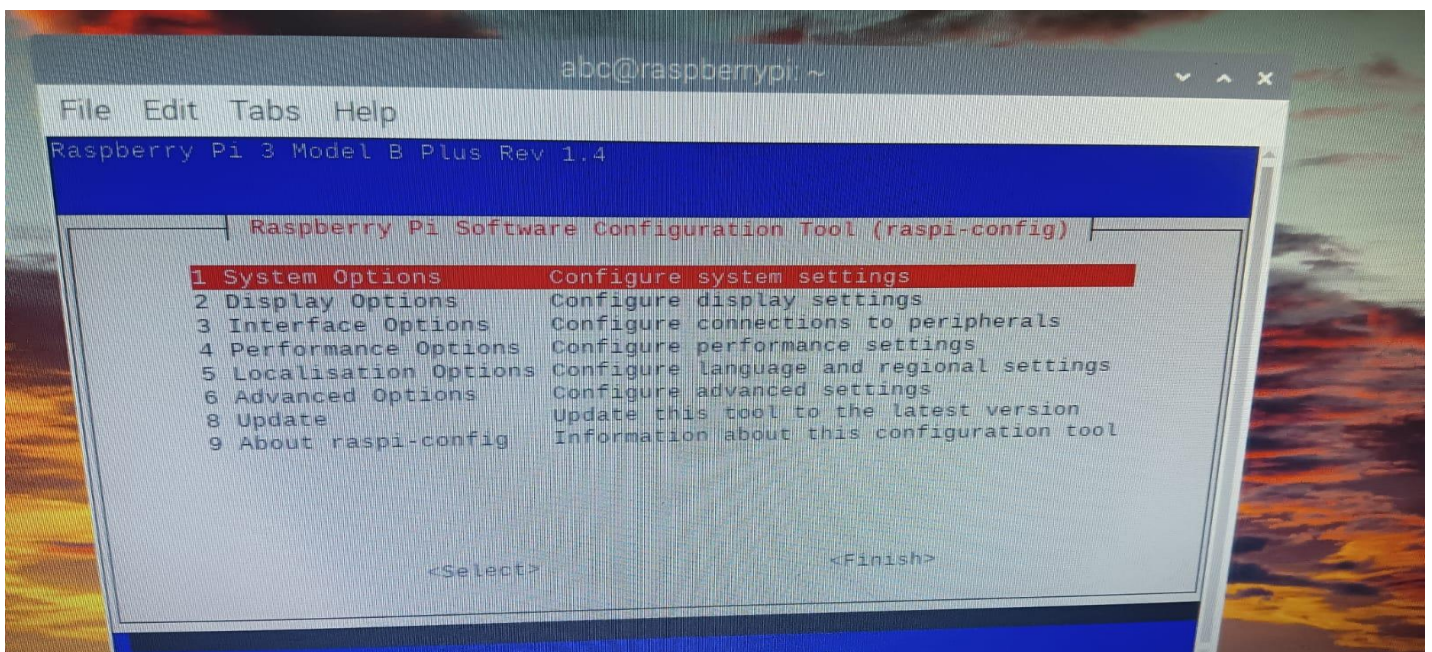 abc@raspberrypi: ~
File Edit Tabs Help
Raspberry Pi 3 Model B Plus Rev 1.4
Raspberry Pi Software Configuration Tool (raspi-config)
1 System Options Configure system settings
2 Display Options Configure display settings
3 Interface Options Configure connections to peripherals
4 Performance Options Configure performance settings
5 Localisation Options Configure language and regional settings
6 Advanced Options Configure advanced settings
8 Update Update this tool to the latest version
9 About raspi-config Information about this configuration tool
<Select> <Finish>